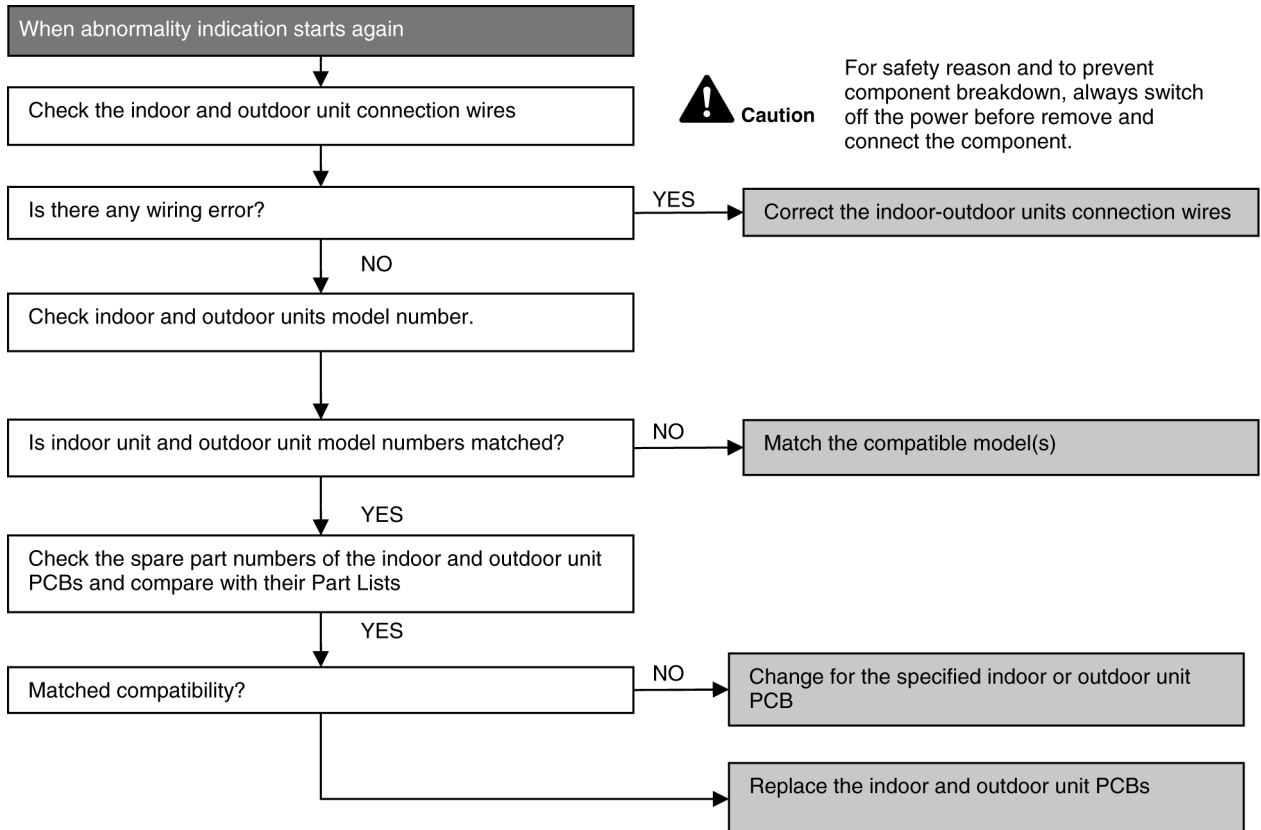 When abnormality indication starts again
Check the indoor and outdoor unit connection wires
Caution
For safety reason and to prevent
component breakdown, always switch
off the power before remove and
connect the component.
Is there any wiring error?
YES
Correct the indoor-outdoor units connection wires
NO
Check indoor and outdoor units model number.
Is indoor unit and outdoor unit model numbers matched?
NO
Match the compatible model(s)
YES
Check the spare part numbers of the indoor and outdoor unit
PCBs and compare with their Part Lists
YES
Matched compatibility?
NO
Change for the specified indoor or outdoor unit
PCB
Replace the indoor and outdoor unit PCBs